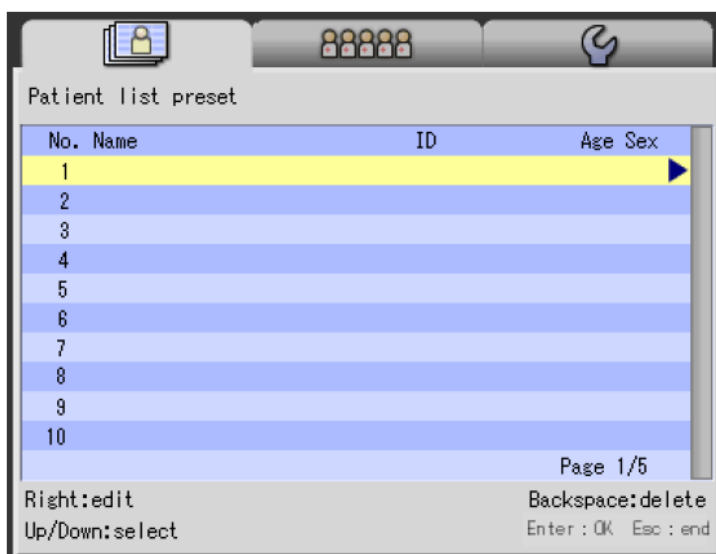 Patient list preset
No. Name ID Age Sex
1
2
3
4
5
6
7
8
9
10
Page 1/5
Right:edit Backspace:delete
Up/Down:select Enter:OK Esc:end